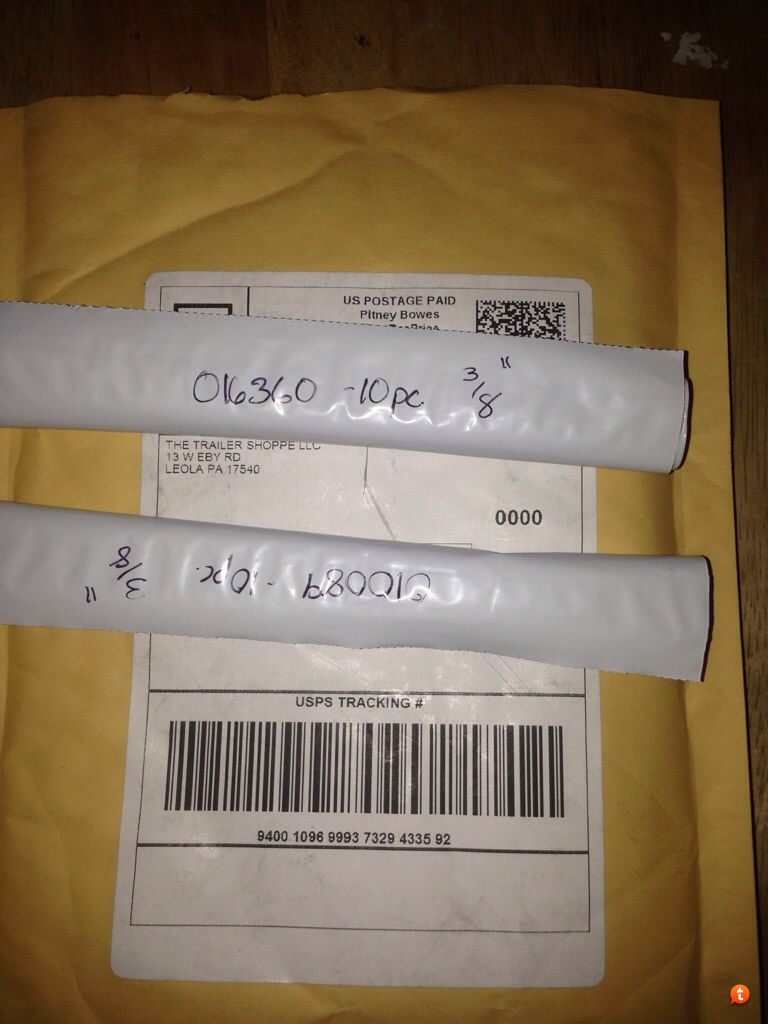 US POSTAGE PAID
Pitney Bowes
016360 -10pc 3/8"
THE TRAILER SHOPPE LLC
13 W EBY RD
LEOLA PA 17540
0000
010089 -10pc. 3/8"
USPS TRACKING #
9400 1096 9993 7329 4335 92
t